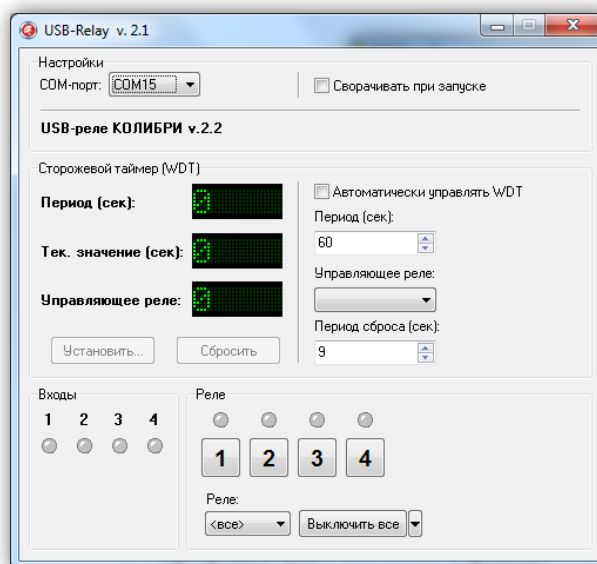 USB-Relay v. 2.1
Настройки
COM-порт: COM15
Сворачивать при запуске
USB-реле КОЛИБРИ v.2.2
Сторожевой таймер (WDT)
Период (сек): 0
Тек. значение (сек): 0
Управляющее реле: 0
Установить...
Сбросить
Автоматически управлять WDT
Период (сек):
60
Управляющее реле:
Период сброса (сек):
9
Входы
1 2 3 4
Реле
1 2 3 4
Реле:
<все>
Выключить все